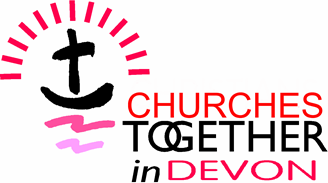 CHURCHES
TOGETHER
in DEVON